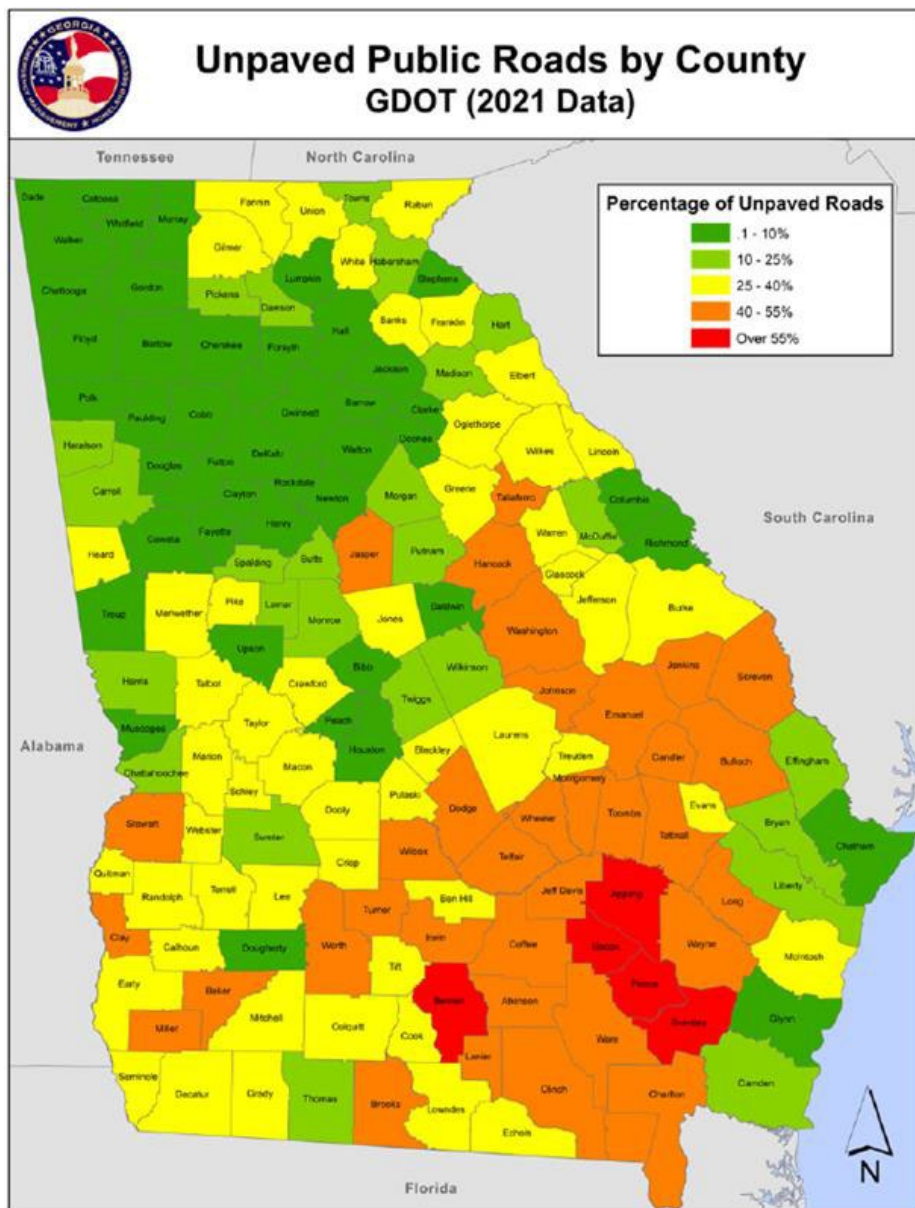 GEORGIA
EMERGENCY MANAGEMENT
HOMELAND SECURITY
Unpaved Public Roads by County
GDOT (2021 Data)
Tennessee
North Carolina
Percentage of Unpaved Roads
.1 - 10%
10 - 25%
25 - 40%
40 - 55%
Over 55%
Dade
Catoosa
Whitfield
Murray
Fannin
Union
Towns
Rabun
Walker
Gilmer
White
Habersham
Lumpkin
Stephens
Chattooga
Gordon
Pickens
Dawson
Hall
Banks
Franklin
Hart
Floyd
Bartow
Cherokee
Forsyth
Jackson
Madison
Elbert
Polk
Paulding
Cobb
Gwinnett
Barrow
Clarke
Oconee
Oglethorpe
Wilkes
Lincoln
Haralson
Douglas
Fulton
DeKalb
Walton
Rockdale
Newton
Carroll
Clayton
Henry
Morgan
Greene
Taliaferro
Columbia
McDuffie
Richmond
South Carolina
Coweta
Fayette
Spalding
Butts
Jasper
Putnam
Hancock
Warren
Glascock
Heard
Troup
Meriwether
Pike
Lamar
Monroe
Jones
Baldwin
Jefferson
Burke
Upson
Washington
Harris
Talbot
Crawford
Bibb
Wilkinson
Twiggs
Johnson
Jenkins
Screven
Muscogee
Taylor
Peach
Emanuel
Alabama
Chattahoochee
Marion
Macon
Houston
Bleckley
Laurens
Treutlen
Candler
Bulloch
Effingham
Schley
Pulaski
Dodge
Montgomery
Stewart
Webster
Sumter
Dooly
Wheeler
Toombs
Tattnall
Evans
Bryan
Chatham
Wilcox
Telfair
Crisp
Liberty
Quitman
Randolph
Terrell
Lee
Turner
Ben Hill
Jeff Davis
Appling
Long
Clay
Calhoun
Dougherty
Worth
Irwin
Coffee
Bacon
Wayne
McIntosh
Early
Baker
Tift
Berrien
Pierce
Miller
Mitchell
Colquitt
Cook
Atkinson
Brantley
Glynn
Ware
Lanier
Seminole
Decatur
Grady
Thomas
Brooks
Lowndes
Clinch
Charlton
Camden
Echols
Florida
N